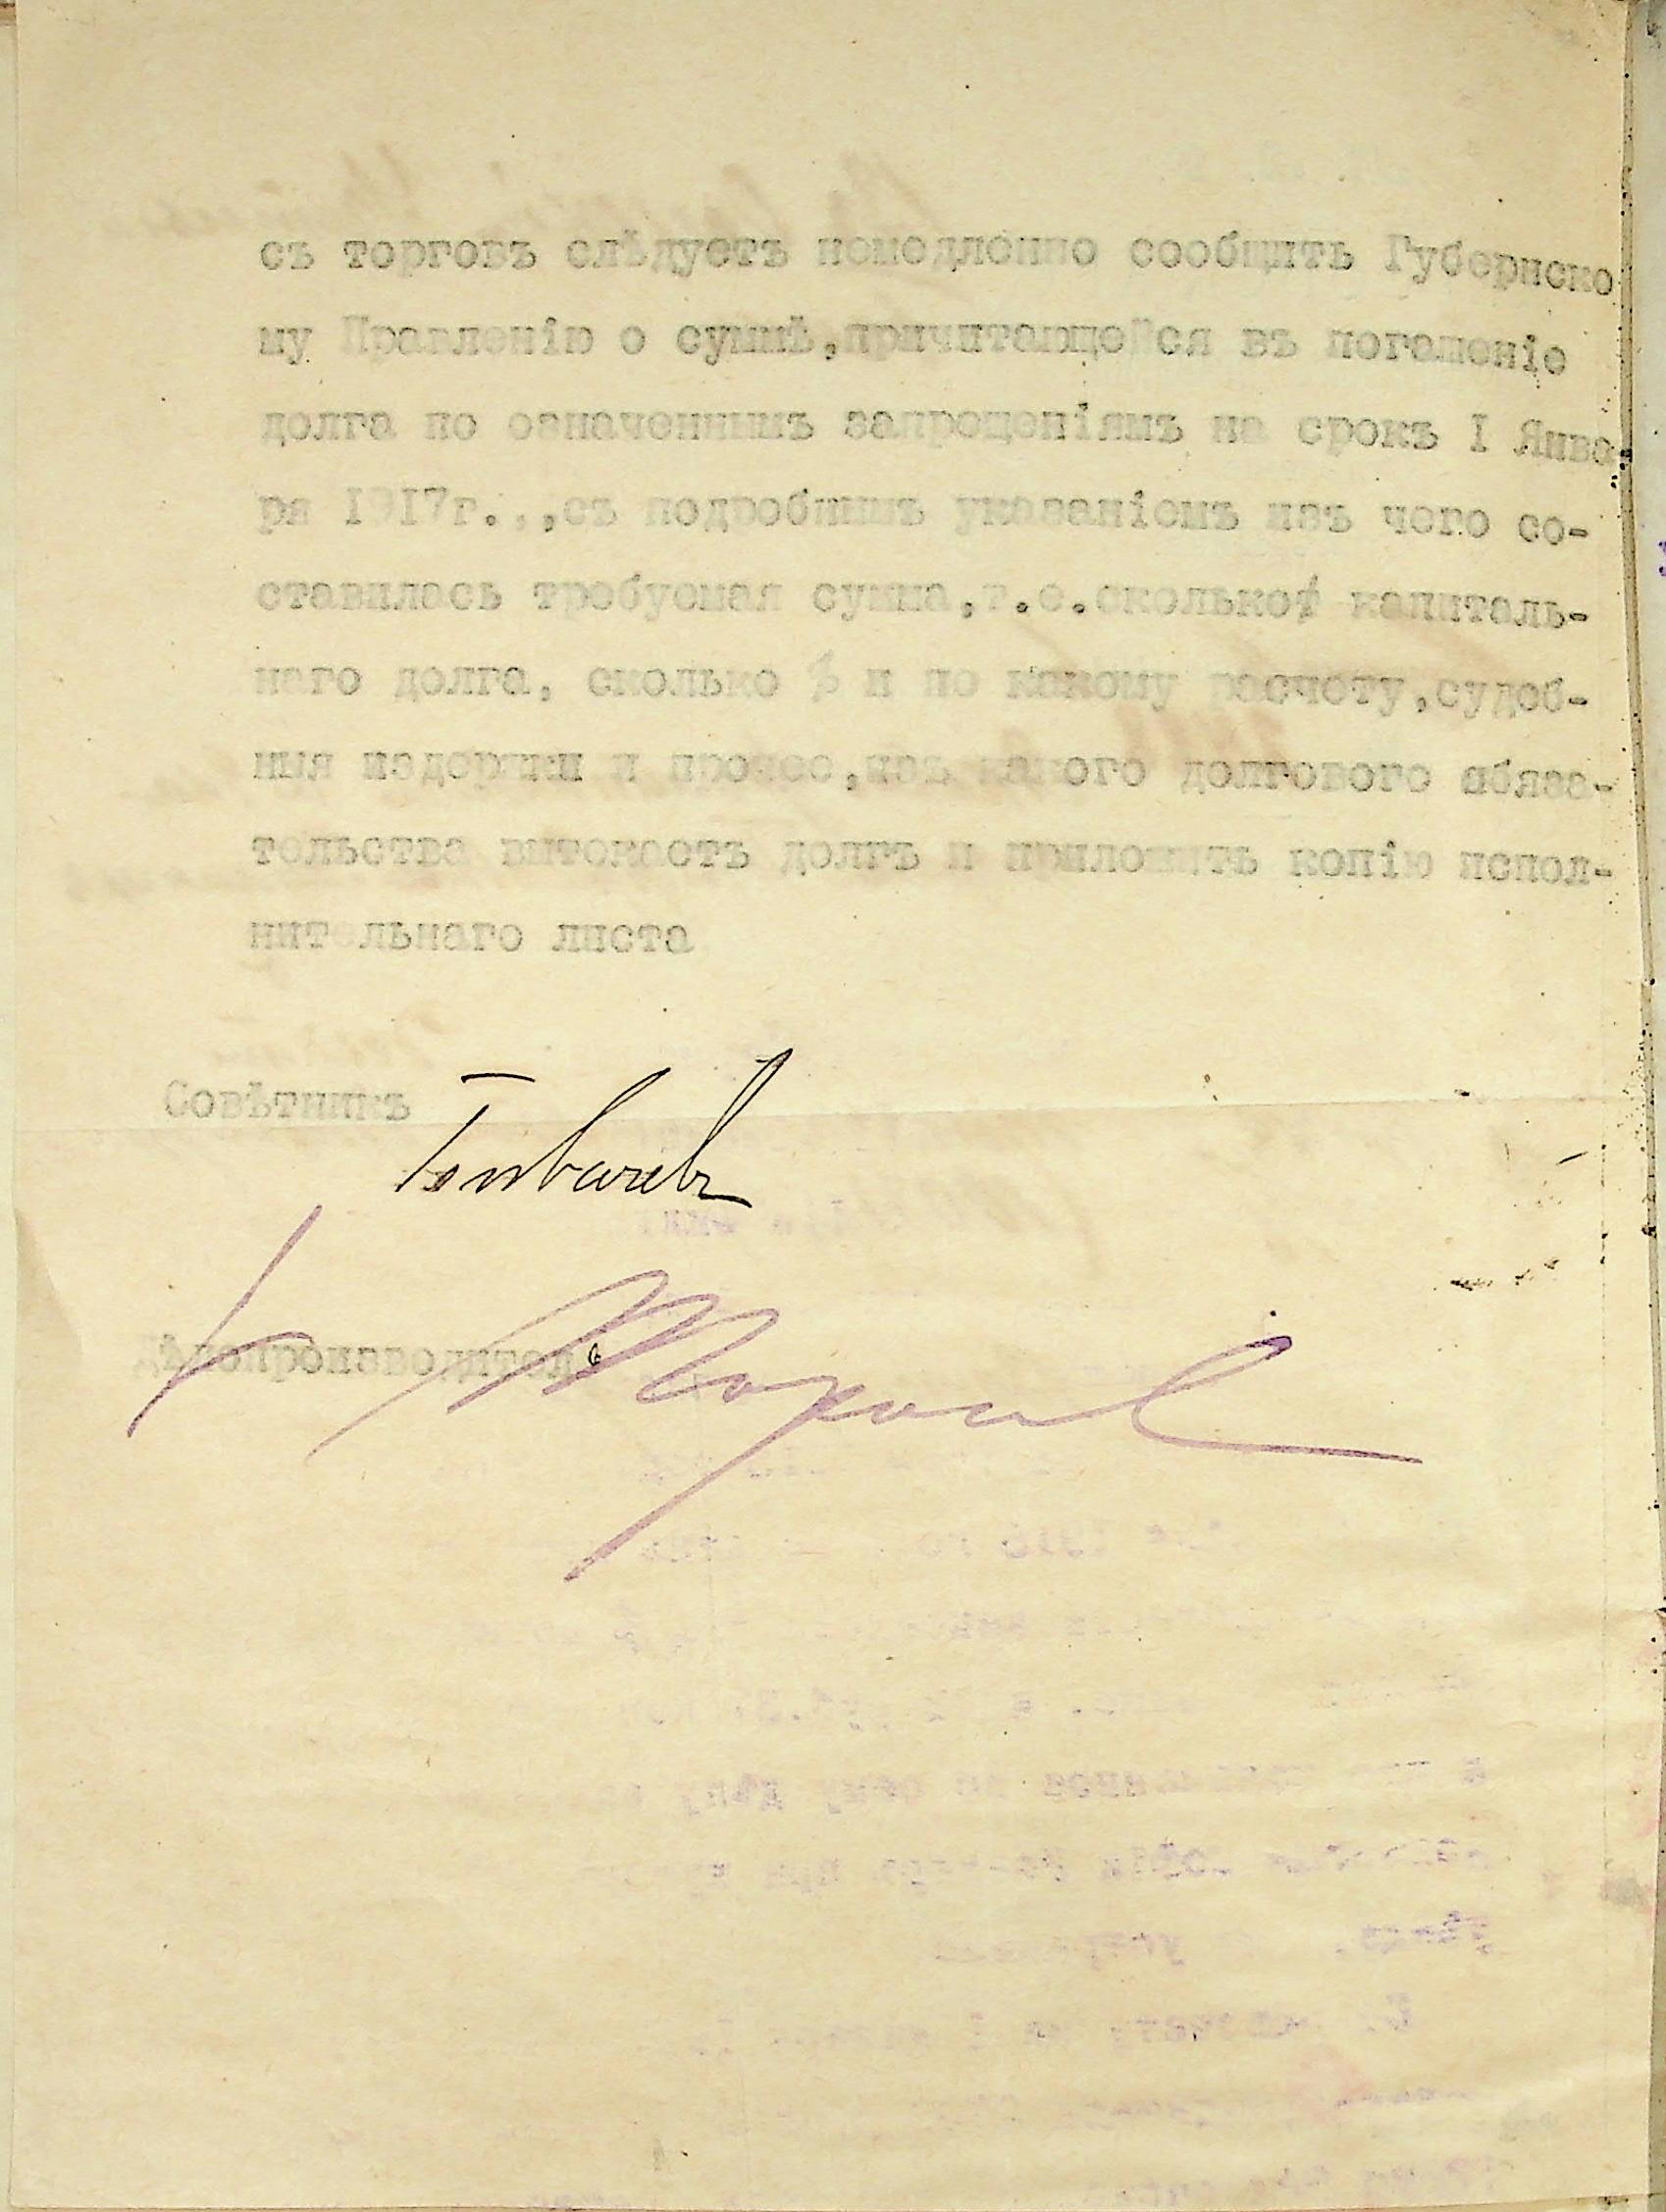 съ торговъ слѣдуетъ немедленно сообщить Губернско
му Правленію о суммѣ,причитающейся въ погашеніе
долга по означеннымъ запрещеніямъ на срокъ I Янва
ря 1917г..,съ подробнымъ указаніемъ изъ чего со-
ставилась требуемая сумма,т.е.сколько капиталь-
наго долга, сколько % и по какому расчету,судеб-
ныя издержки и прочее,изъ какого долгового обяза-
тельства вытекаетъ долгъ и приложить копію испол-
нительнаго листа
Совѣтникъ
Дѣлопроизводитель